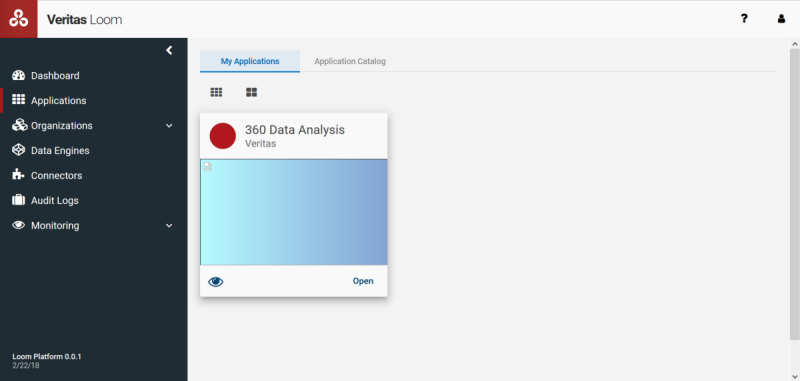 Veritas Loom
?
Dashboard
Applications
Organizations
Data Engines
Connectors
Audit Logs
Monitoring
Loom Platform 0.0.1
2/22/18
My Applications
Application Catalog
360 Data Analysis
Veritas
Open